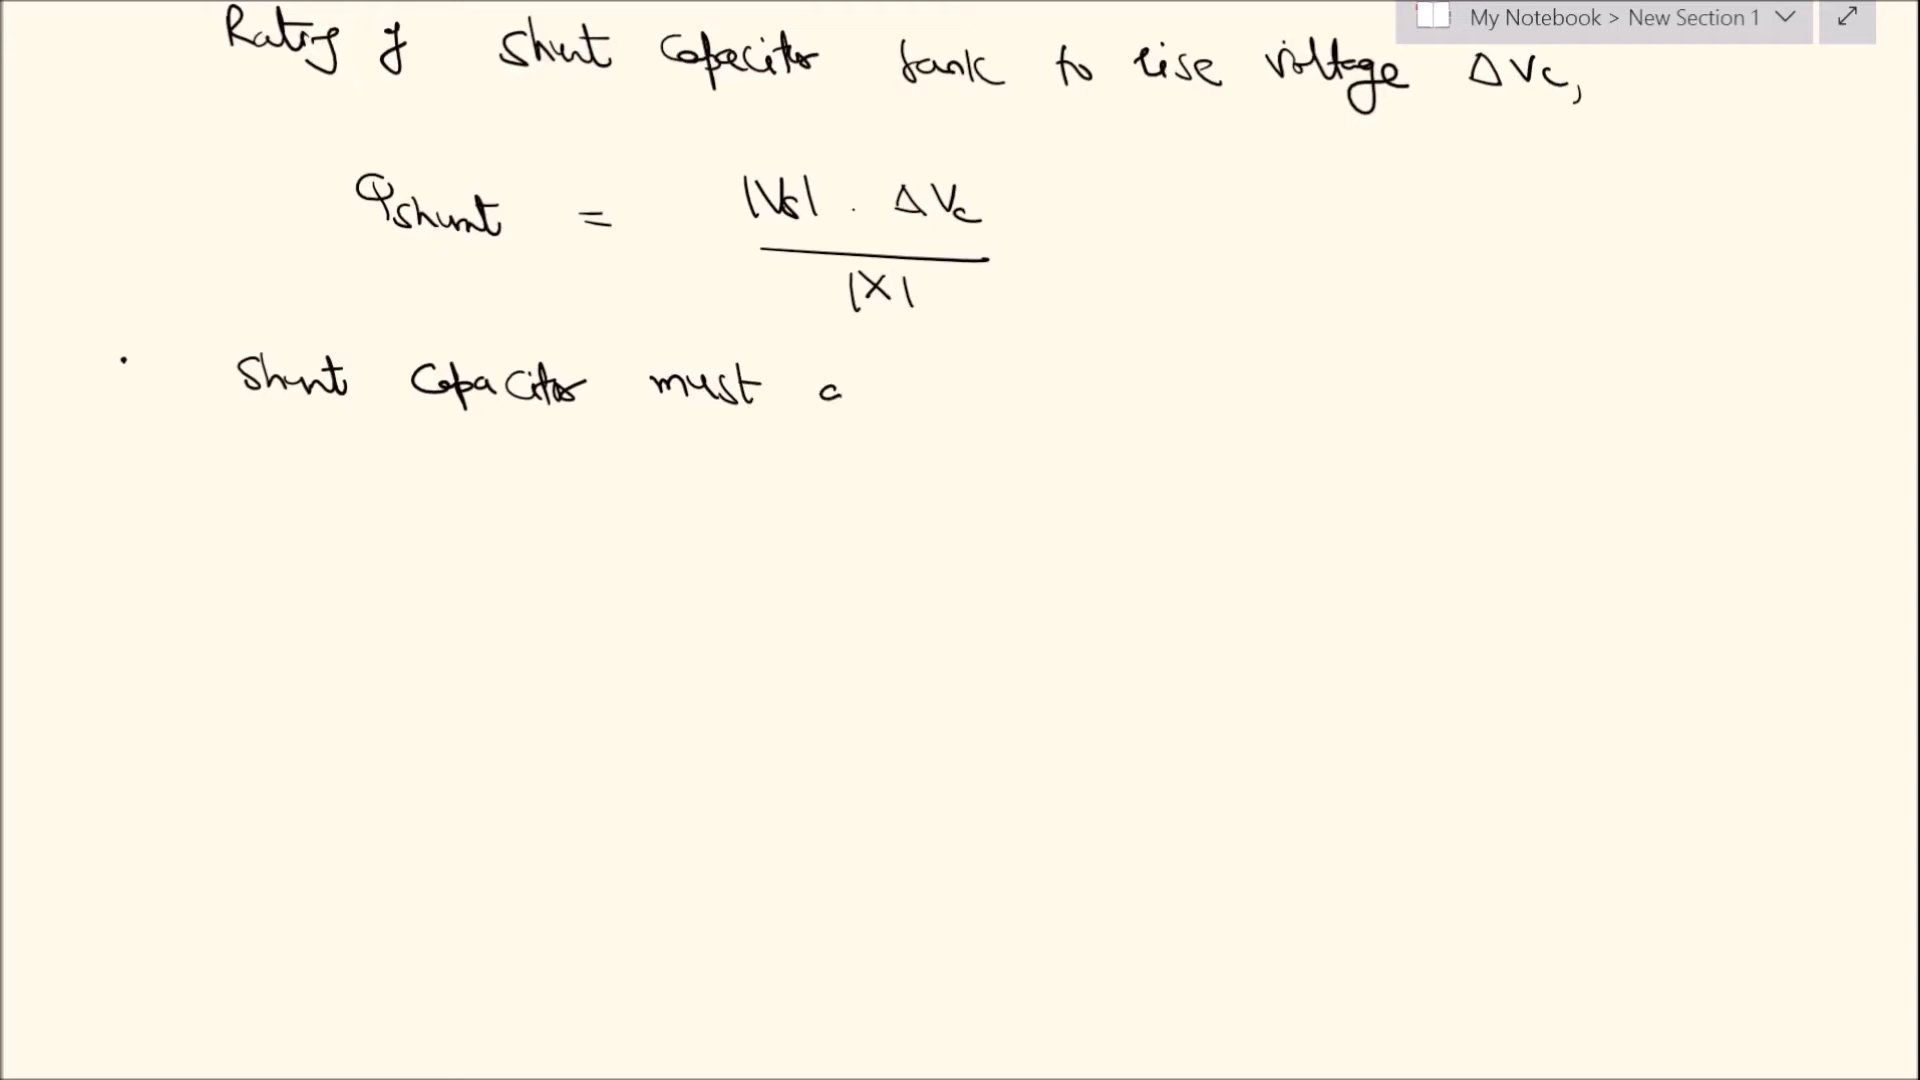 My Notebook > New Section 1
Rating of shunt capacitor bank to rise voltage ΔVc,
Qshunt = |Vs| . ΔVc
|X|
. Shunt Capacitor must c